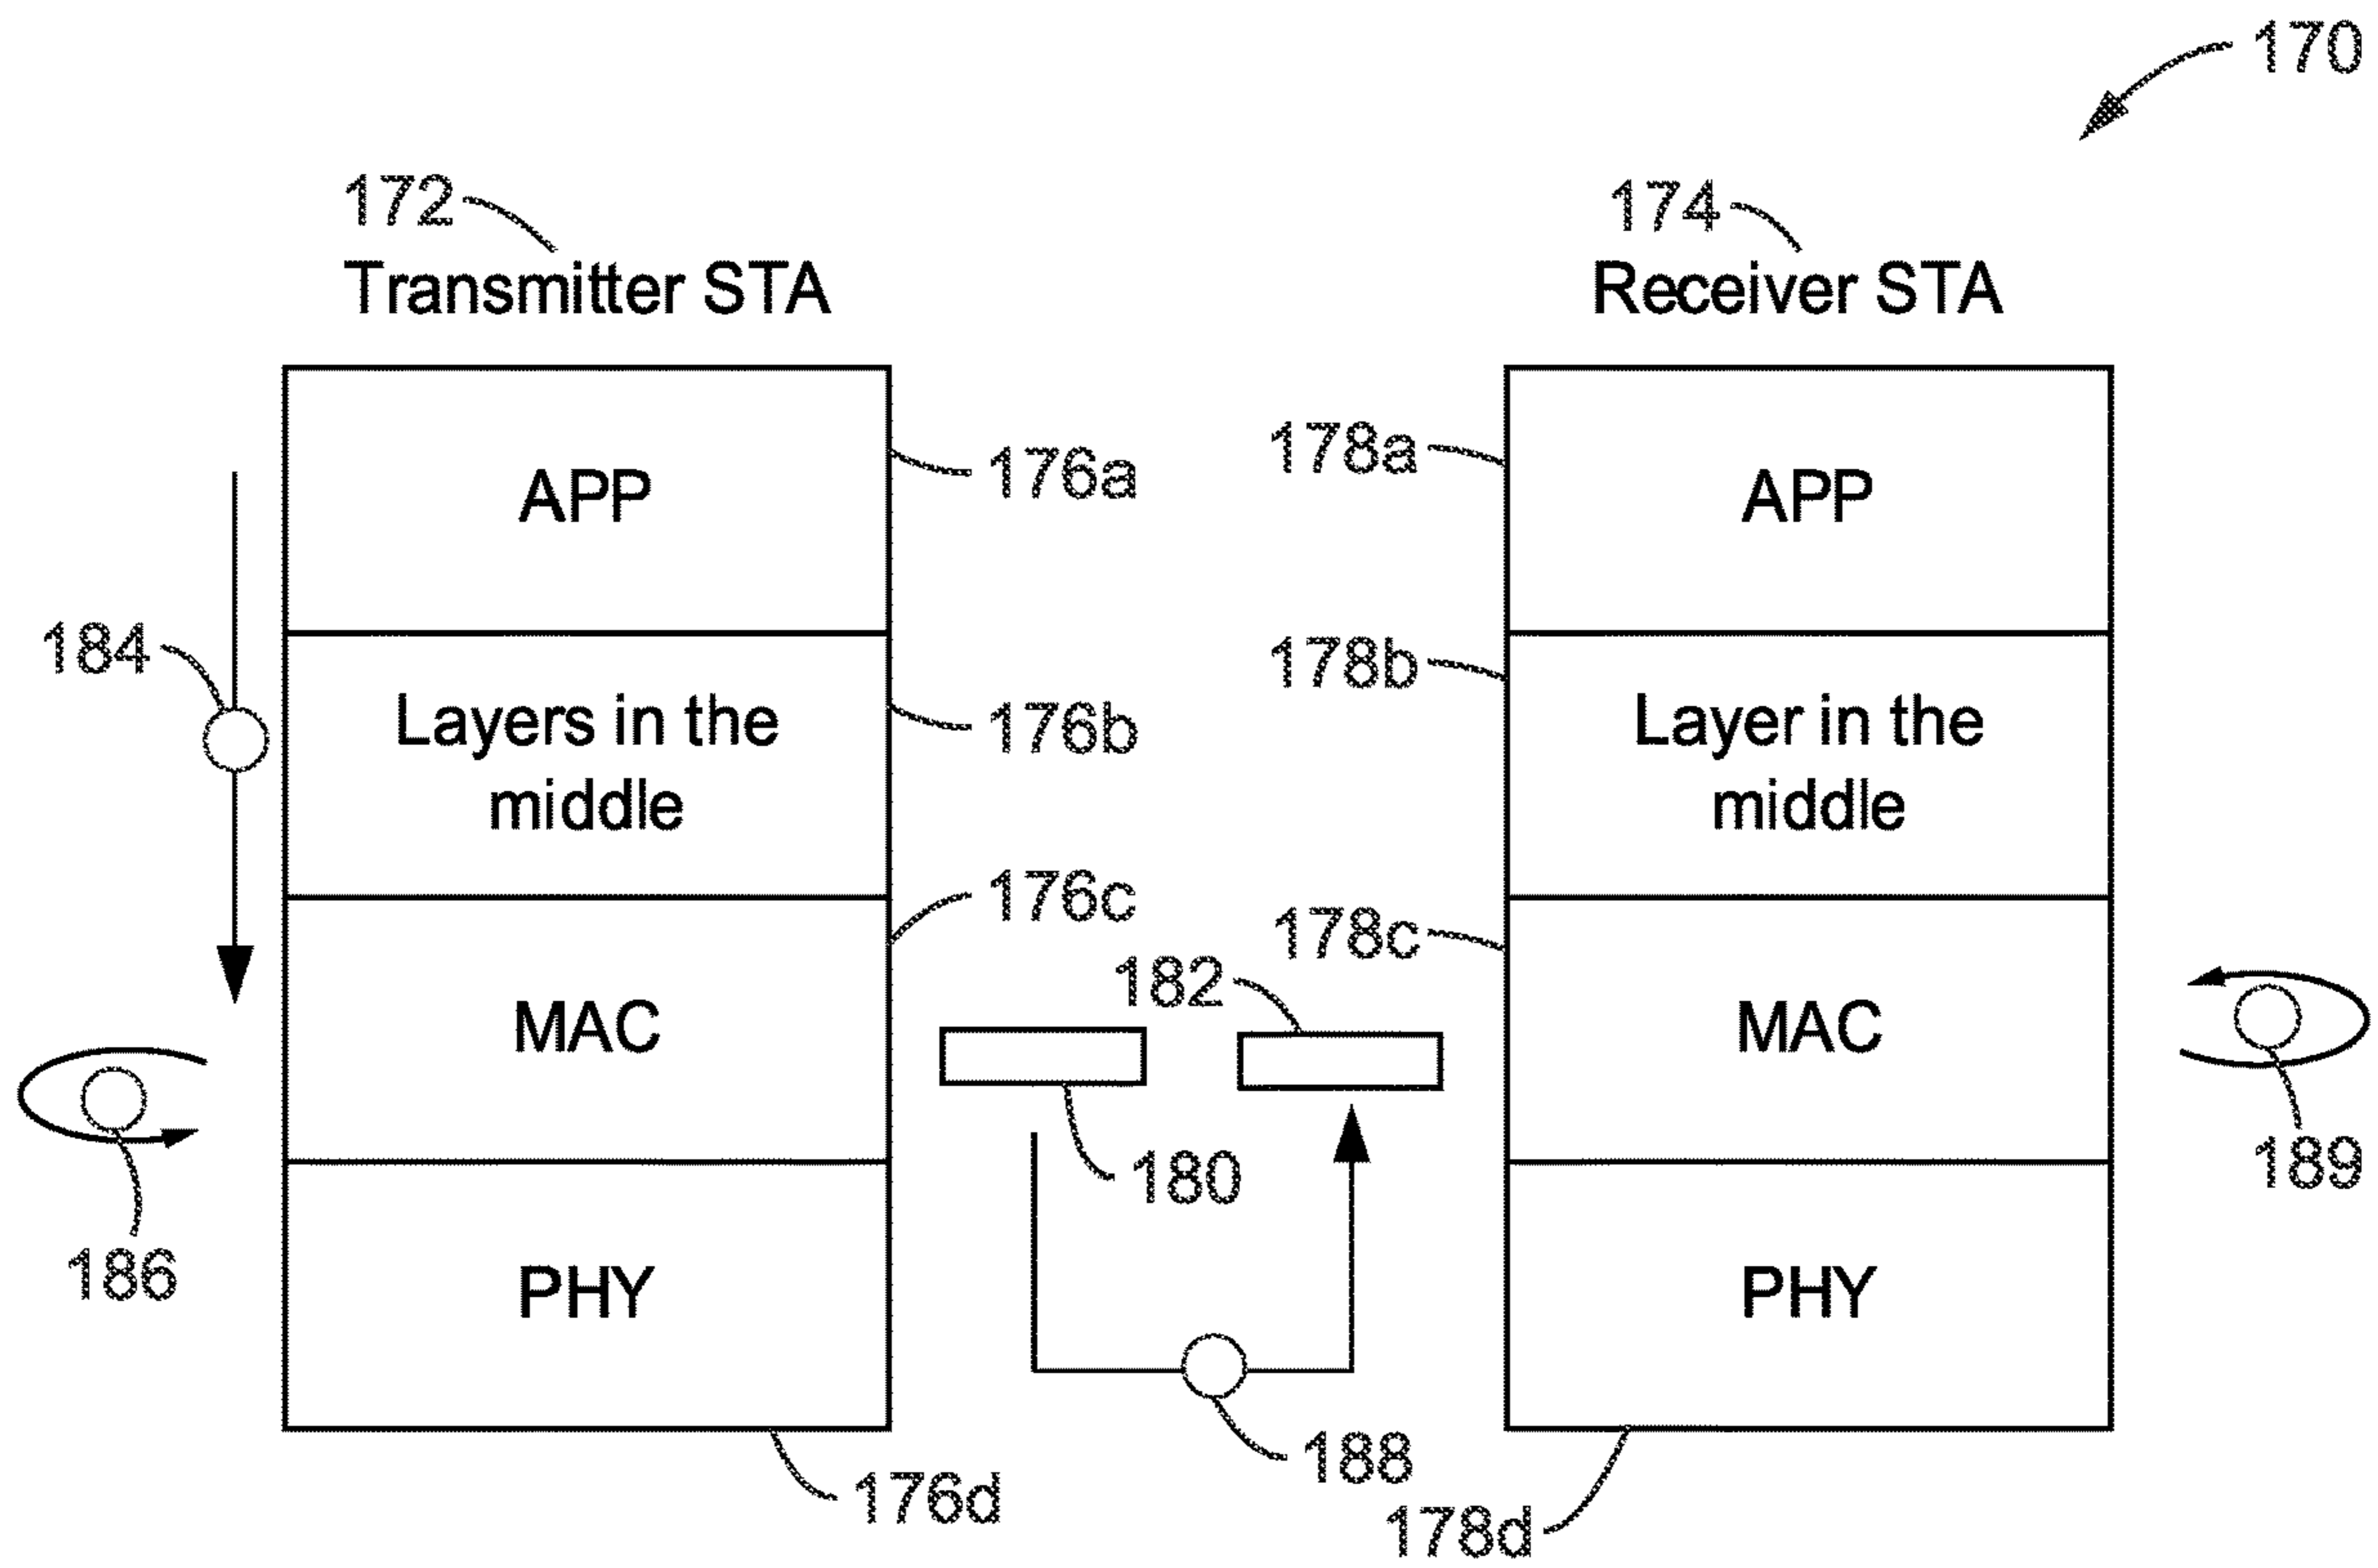 170
172
174
Transmitter STA
Receiver STA
APP
176a
178a
APP
184
Layers in the
middle
176b
178b
Layer in the
middle
176c
178c
182
MAC
MAC
180
189
186
PHY
PHY
188
176d
178d